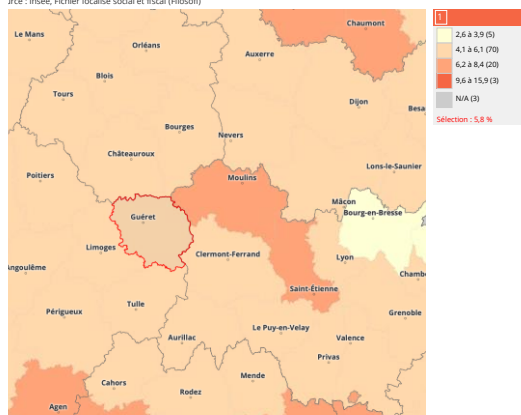 : Insee, Fichier localisé social et fiscal (Filosofi)
Le Mans
Chaumont
Orléans
Auxerre
Blois
Tours
Dijon
Besa
Bourges
Nevers
Châteauroux
Lons-le-Saunier
Poitiers
Moulins
Mâcon
Bourg-en-Bresse
Guéret
Limoges
Clermont-Ferrand
Lyon
Angoulême
Chamb
Saint-Étienne
Tulle
Périgueux
Grenoble
Le Puy-en-Velay
Aurillac
Valence
Privas
Mende
Cahors
Rodez
Agen
1
2,6 à 3,9 (5)
4,1 à 6,1 (70)
6,2 à 8,4 (20)
9,6 à 15,9 (3)
N/A (3)
Sélection : 5,8 %